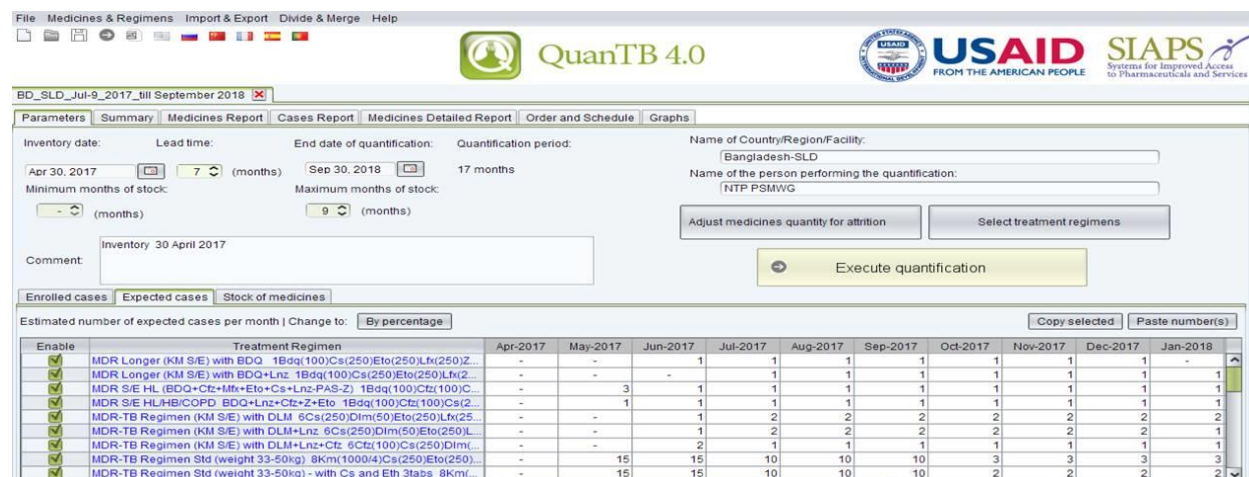 File Medicines & Regimens Import & Export Divide & Merge Help
QuanTB 4.0
USAID
USAID
FROM THE AMERICAN PEOPLE
SIAPS
Systems for Improved Access
to Pharmaceuticals and Services
BD_SLD_Jul-9_2017_till September 2018
Parameters Summary Medicines Report Cases Report Medicines Detailed Report Order and Schedule Graphs
Inventory date: Lead time: End date of quantification: Quantification period: Name of Country/Region/Facility:
Bangladesh-SLD
Apr 30, 2017 7 (months) Sep 30, 2018 17 months
Name of the person performing the quantification:
Minimum months of stock: Maximum months of stock:
NTP PSMWG
- (months) 9 (months)
Adjust medicines quantity for attrition Select treatment regimens
Inventory 30 April 2017
Comment:
Execute quantification
Enrolled cases Expected cases Stock of medicines
Estimated number of expected cases per month | Change to: By percentage Copy selected Paste number(s)
Enable Treatment Regimen Apr-2017 May-2017 Jun-2017 Jul-2017 Aug-2017 Sep-2017 Oct-2017 Nov-2017 Dec-2017 Jan-2018
MDR Longer (KM S/E) with BDQ 1Bdq(100)Cs(250)Eto(250)Lfx(250)Z... - - 1 1 1 1 1 1 1 -
MDR Longer (KM S/E) with BDQ+Lnz 1Bdq(100)Cs(250)Eto(250)Lfx(2... - - - 1 1 1 1 1 1 1
MDR S/E HL (BDQ+Cfz+Mfx+Eto+Cs+Lnz-PAS-Z) 1Bdq(100)Cfz(100)C... - 3 1 1 1 1 1 1 1 1
MDR S/E HL/HB/COPD BDQ+Lnz+Cfz+Z+Eto 1Bdq(100)Cfz(100)Cs(2... - 1 1 1 1 1 1 1 1 1
MDR-TB Regimen (KM S/E) with DLM 6Cs(250)Dlm(50)Eto(250)Lfx(25... - - 1 2 2 2 2 2 2 2
MDR-TB Regimen (KM S/E) with DLM+Lnz 6Cs(250)Dlm(50)Eto(250)L... - - 1 2 2 2 2 2 2 1
MDR-TB Regimen (KM S/E) with DLM+Lnz+Cfz 6Cfz(100)Cs(250)Dlm(... - - 2 1 1 1 1 1 1 1
MDR-TB Regimen Std (weight 33-50kg) 8Km(1000/4)Cs(250)Eto(250)... - 15 15 10 10 10 3 3 3 3
MDR-TB Regimen Std (weight 33-50kg) - with Cs and Eth 3tabs 8Km(... - 15 15 10 10 10 2 2 2 2